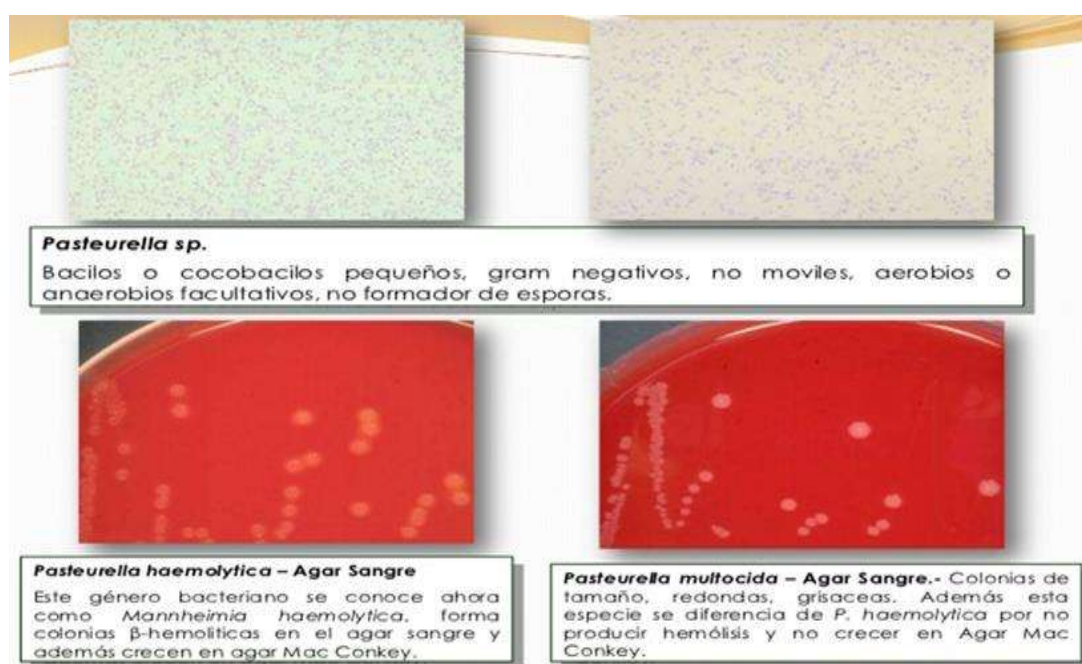 Pasteurella sp.
Bacilos o cocobacilos pequeños, gram negativos, no moviles, aerobios o
anaerobios facultativos, no formador de esporas.
Pasteurella haemolytica – Agar Sangre
Este género bacteriano se conoce ahora
como Mannheimia haemolytica, forma
colonias β-hemoliticas en el agar sangre y
además crecen en agar Mac Conkey.
Pasteurella multocida – Agar Sangre.- Colonias de
tamaño, redondas, grisaceas. Además esta
especie se diferencia de P. haemolytica por no
producir hemólisis y no crecer en Agar Mac
Conkey.